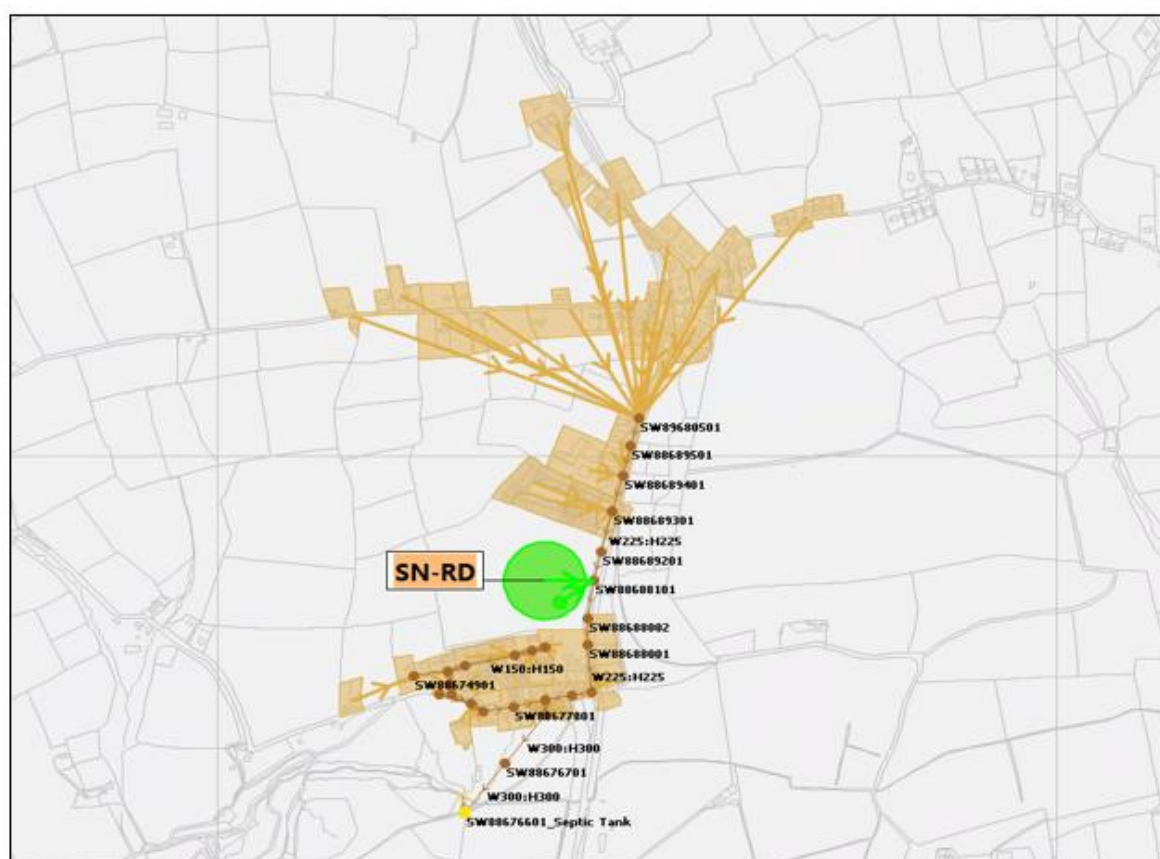 SW89680501
SW88689501
SW88689401
SW88689301
W225:H225
SW88689201
SN-RD
SW88688101
SW88688002
SW88688001
W150:H150
W225:H225
SW88674901
SW88677801
W300:H300
SW88676701
W300:H300
SW88676601_Septic Tank